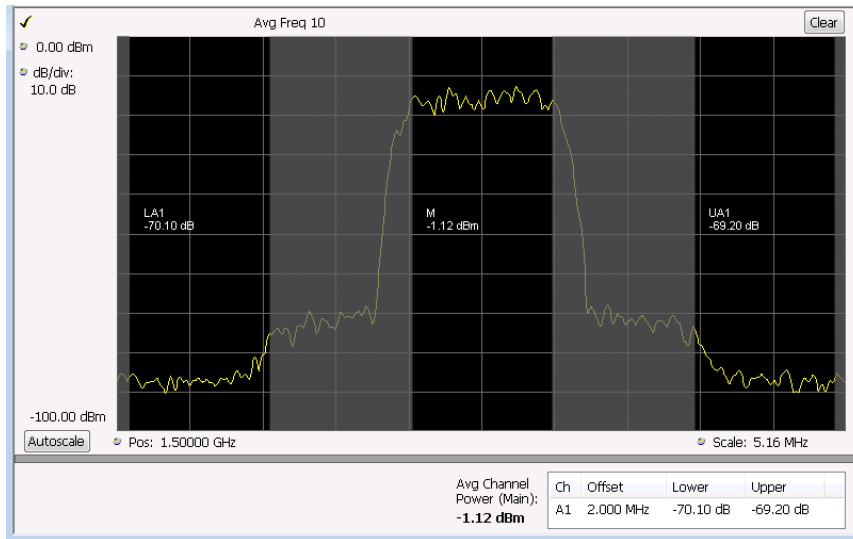 Avg Freq 10
Clear
0.00 dBm
dB/div:
10.0 dB
LA1
-70.10 dB
M
-1.12 dBm
UA1
-69.20 dB
-100.00 dBm
Autoscale
Pos: 1.50000 GHz
Scale: 5.16 MHz
Avg Channel
Power (Main):
-1.12 dBm
Ch Offset Lower Upper
A1 2.000 MHz -70.10 dB -69.20 dB